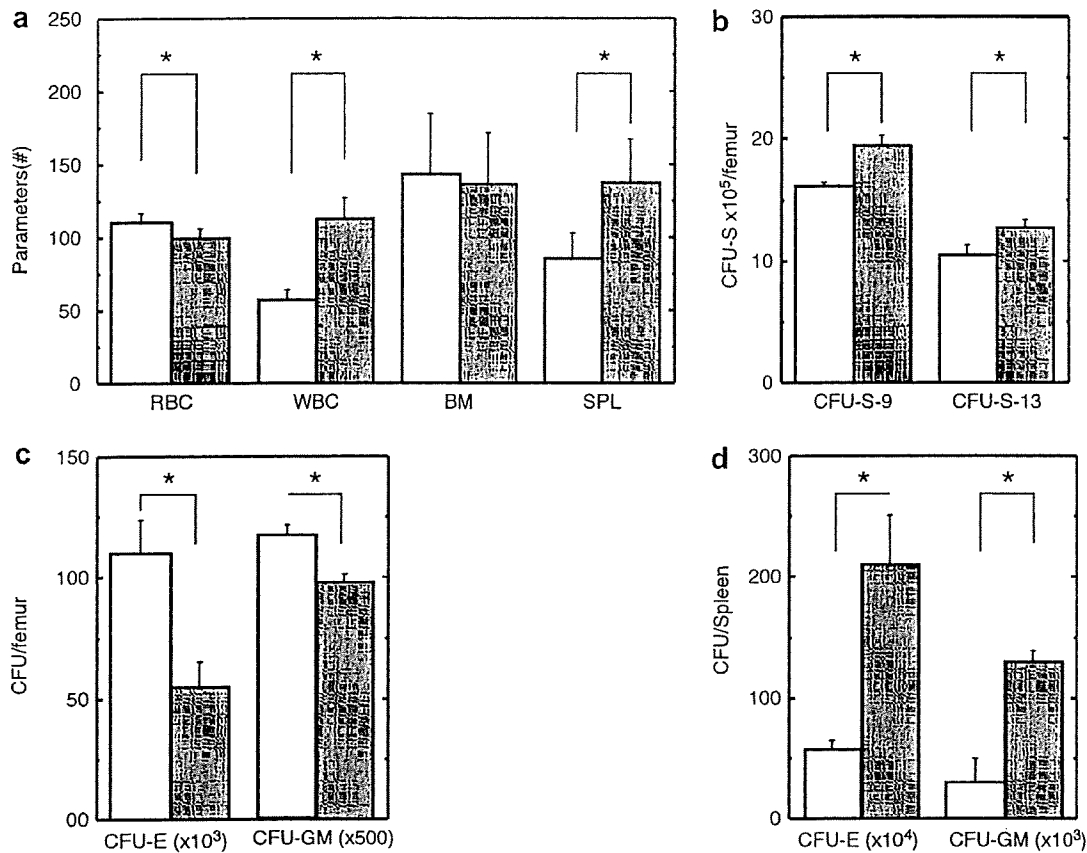 a
250
200
150
100
50
0
Parameters(#)
*
*
*
RBC
WBC
BM
SPL
b
30
20
10
0
CFU-S x10⁵/femur
*
*
CFU-S-9
CFU-S-13
c
150
100
50
00
CFU/femur
*
*
CFU-E (x10³)
CFU-GM (x500)
d
300
200
100
0
CFU/Spleen
*
*
CFU-E (x10⁴)
CFU-GM (x10³)